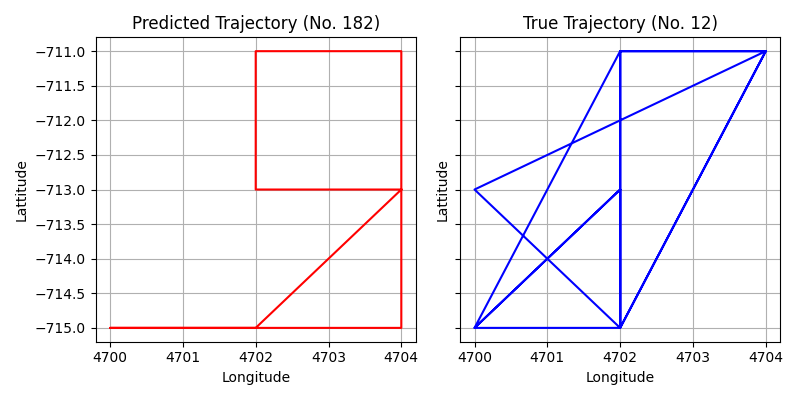 Predicted Trajectory (No. 182)
−711.0
−711.5
−712.0
−712.5
−713.0
−713.5
−714.0
−714.5
−715.0
Lattitude
4700 4701 4702 4703 4704
Longitude
True Trajectory (No. 12)
Lattitude
4700 4701 4702 4703 4704
Longitude